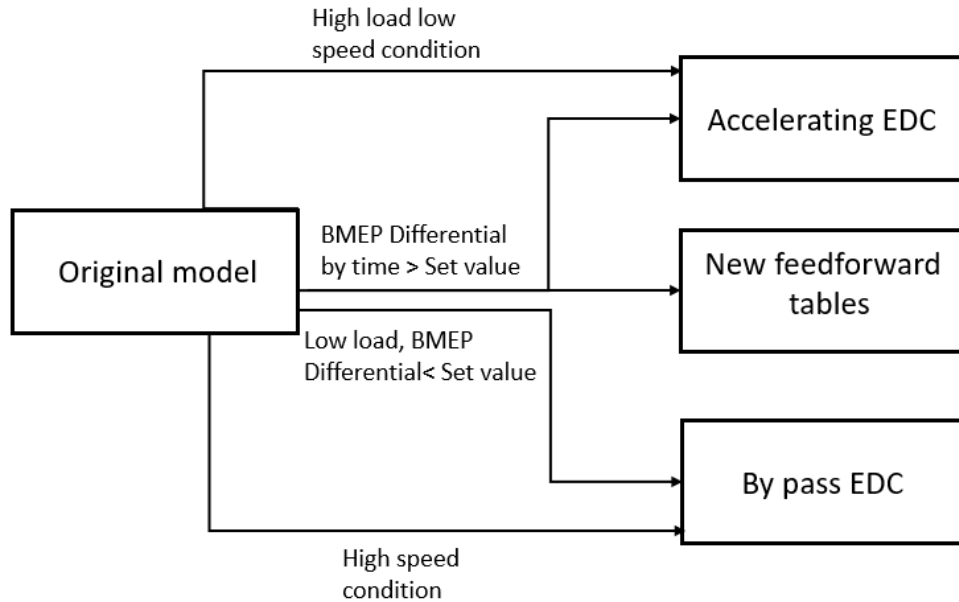 High load low
speed condition
Accelerating EDC
Original model
BMEP Differential
by time > Set value
New feedforward
tables
Low load, BMEP
Differential< Set value
By pass EDC
High speed
condition